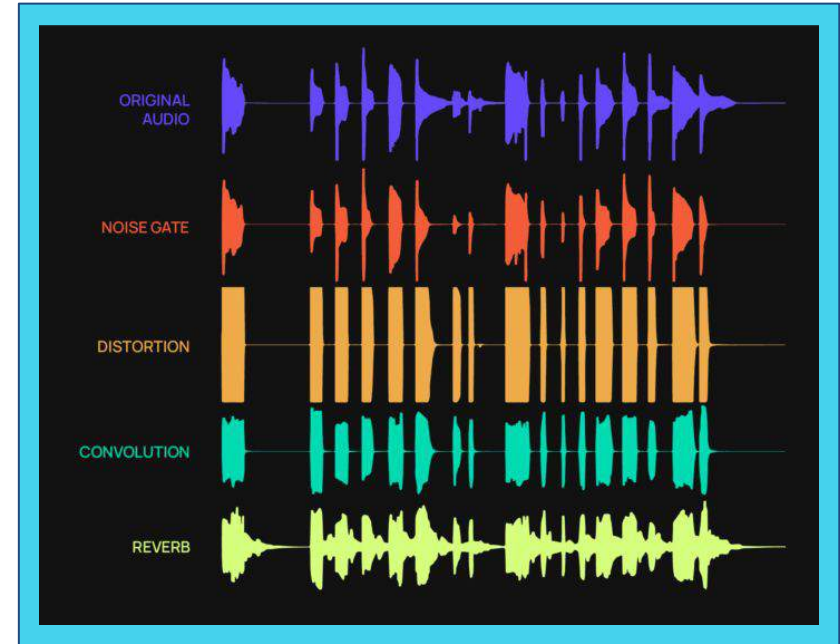 ORIGINAL
AUDIO
NOISE GATE
DISTORTION
CONVOLUTION
REVERB